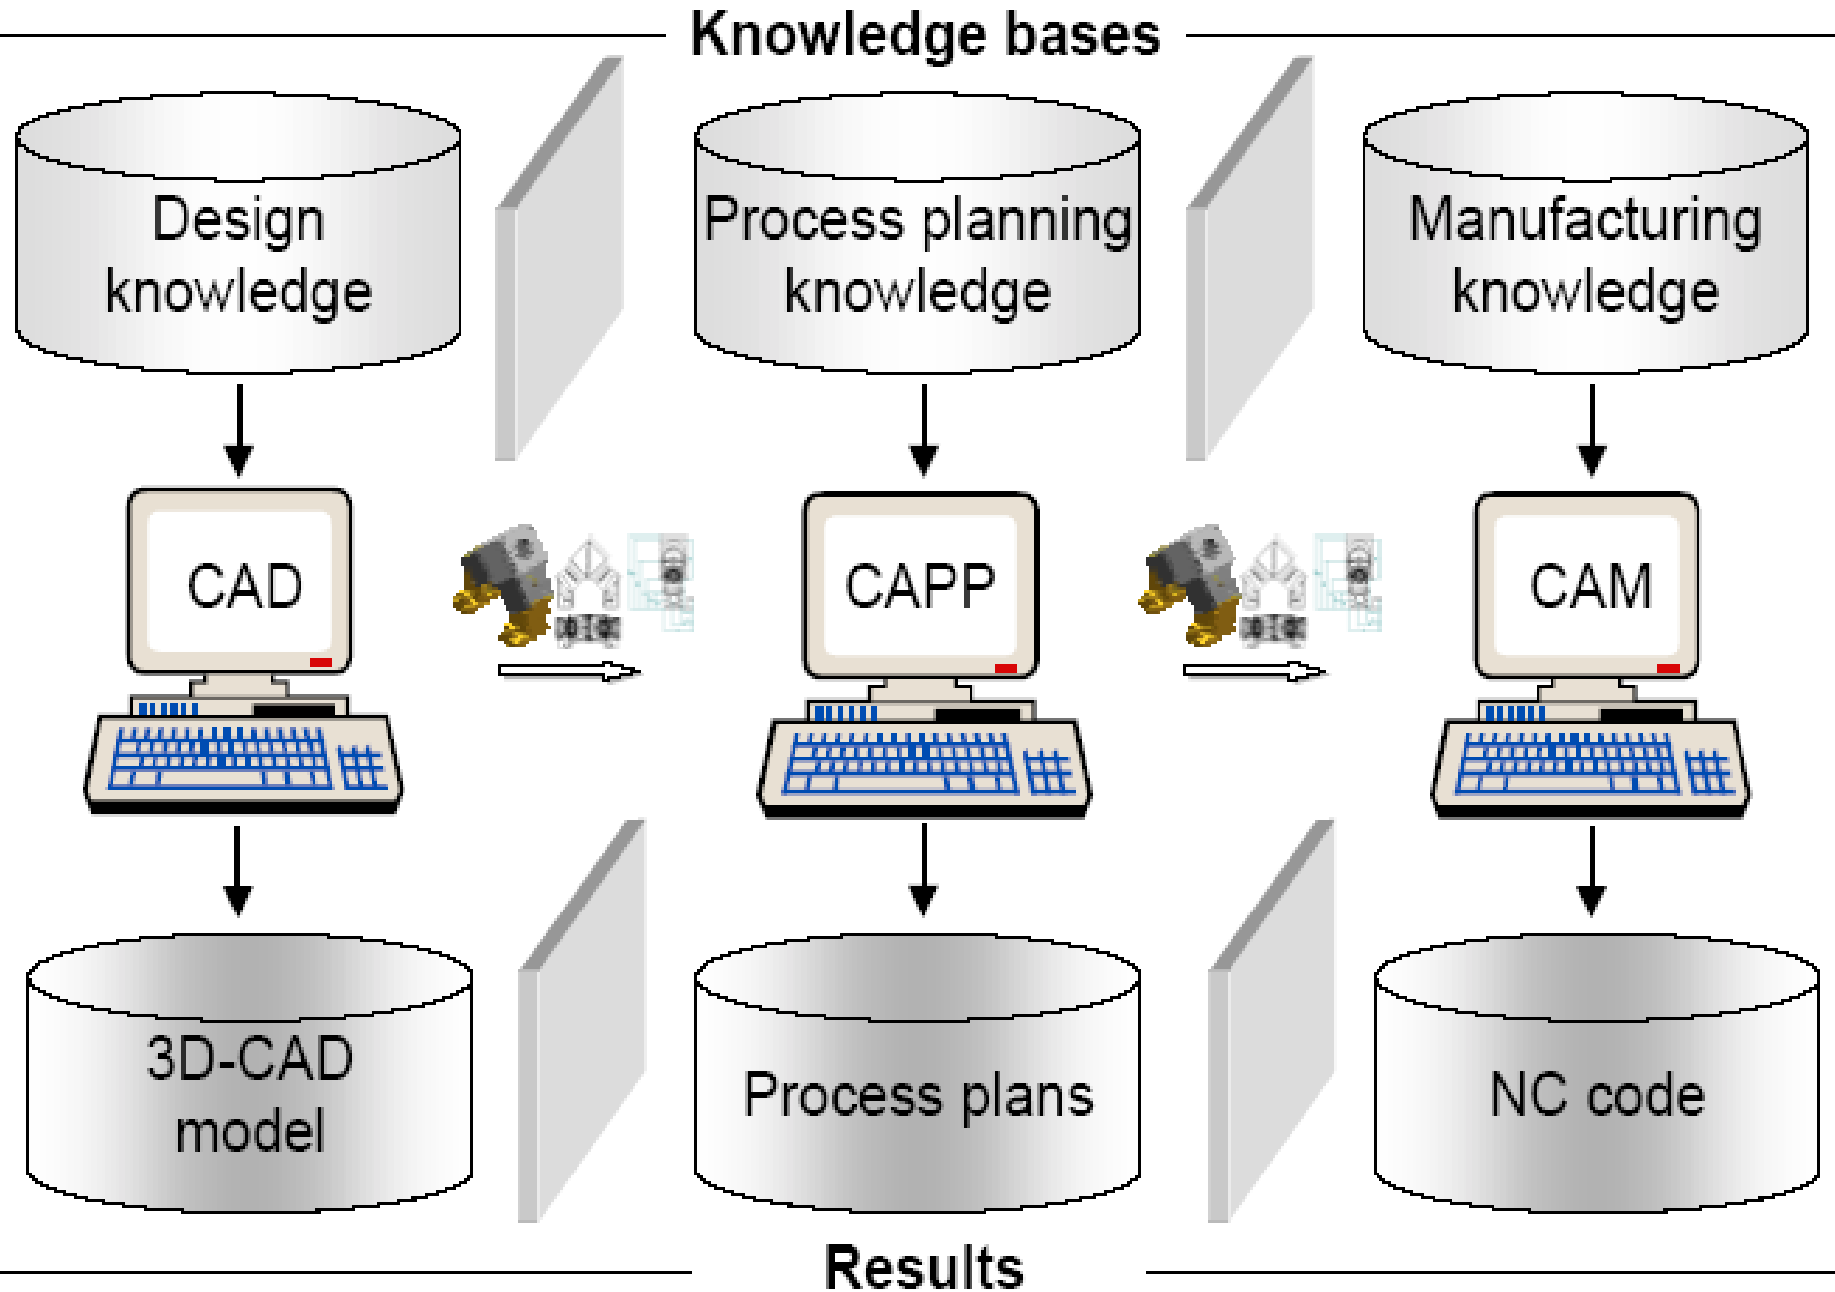 Knowledge bases
Design
knowledge
Process planning
knowledge
Manufacturing
knowledge
CAD
CAPP
CAM
3D-CAD
model
Process plans
NC code
Results